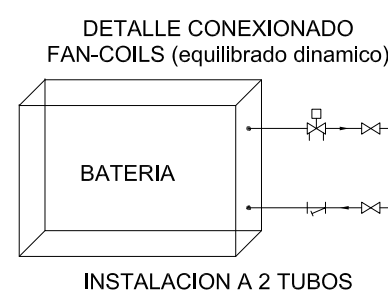 DETALLE CONEXIONADO
FAN-COILS (equilibrado dinamico)
BATERIA
INSTALACION A 2 TUBOS